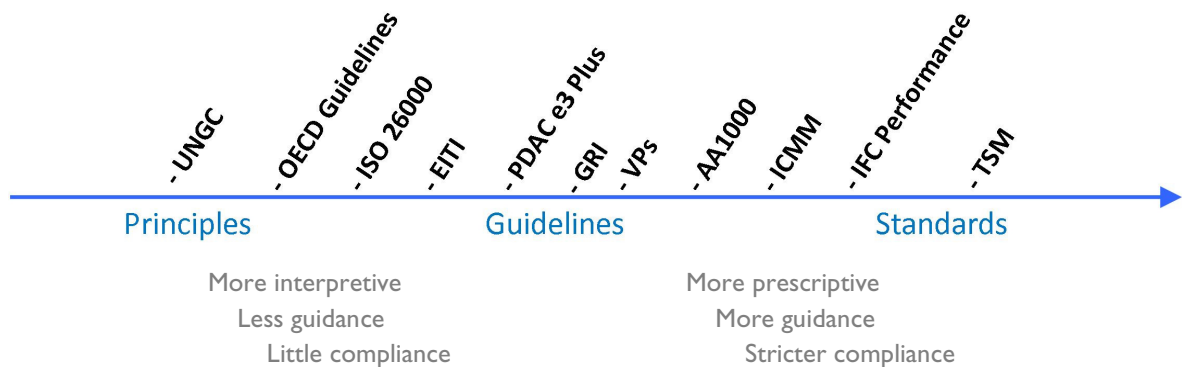 - UNGC
- OECD Guidelines
- ISO 26000
- EITI
- PDAC e3 Plus
- GRI
- VPs
- AA1000
- ICMM
- IFC Performance
- TSM
Principles
Guidelines
Standards
More interpretive
Less guidance
Little compliance
More prescriptive
More guidance
Stricter compliance